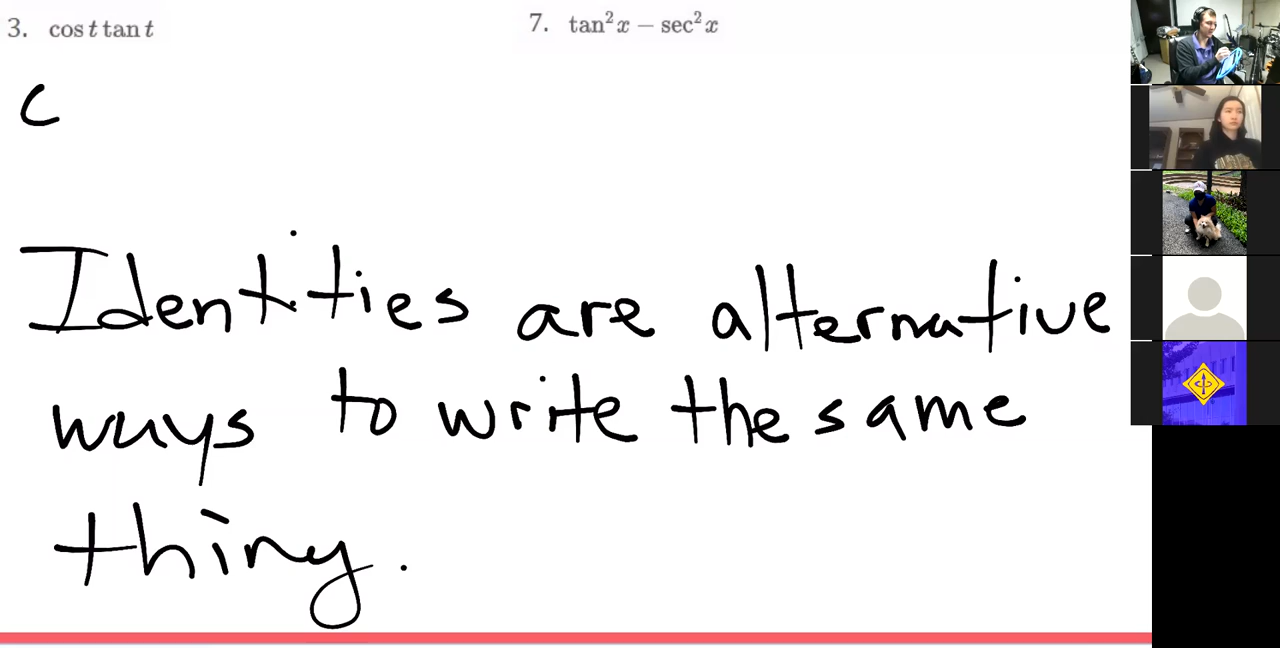 3. cos t tan t
7. tan²x − sec²x
C
Identities are alternative
ways to write the same
thing.